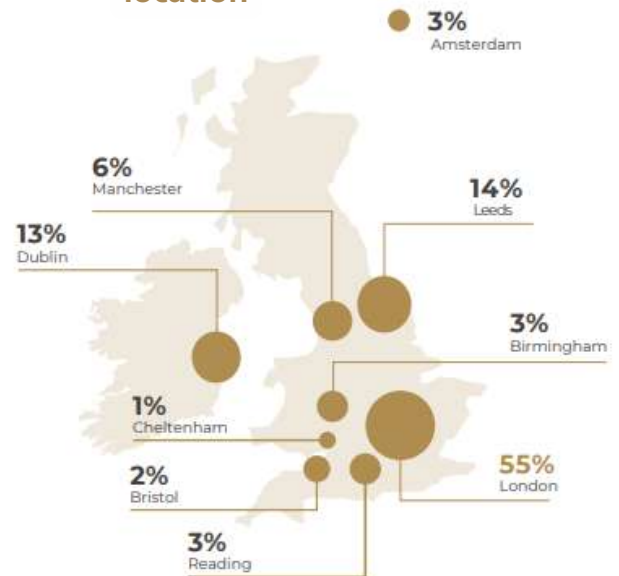 location
3%
Amsterdam
6%
Manchester
14%
Leeds
13%
Dublin
3%
Birmingham
1%
Cheltenham
55%
London
2%
Bristol
3%
Reading